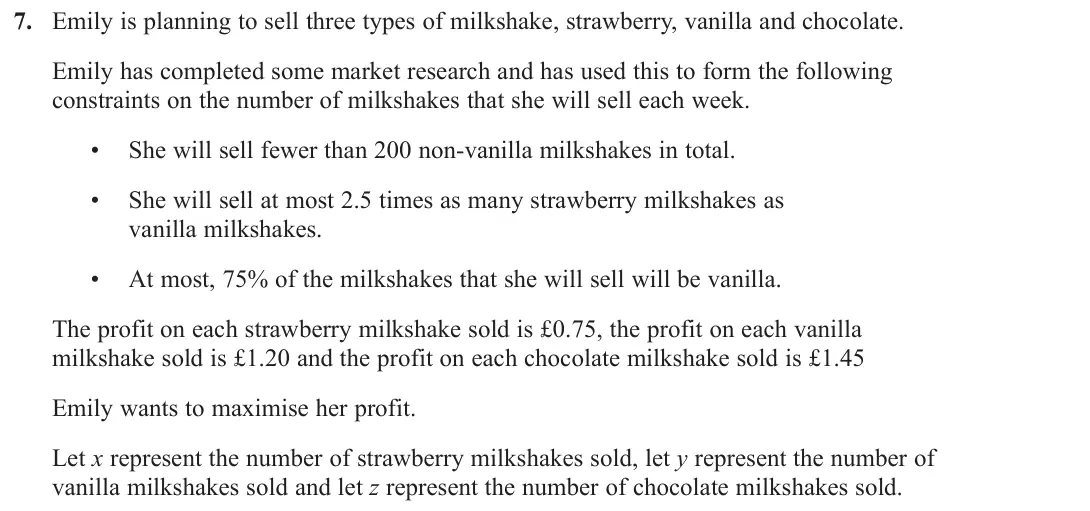 7. Emily is planning to sell three types of milkshake, strawberry, vanilla and chocolate.
Emily has completed some market research and has used this to form the following
constraints on the number of milkshakes that she will sell each week.
• She will sell fewer than 200 non-vanilla milkshakes in total.
• She will sell at most 2.5 times as many strawberry milkshakes as
vanilla milkshakes.
• At most, 75% of the milkshakes that she will sell will be vanilla.
The profit on each strawberry milkshake sold is £0.75, the profit on each vanilla
milkshake sold is £1.20 and the profit on each chocolate milkshake sold is £1.45
Emily wants to maximise her profit.
Let x represent the number of strawberry milkshakes sold, let y represent the number of
vanilla milkshakes sold and let z represent the number of chocolate milkshakes sold.